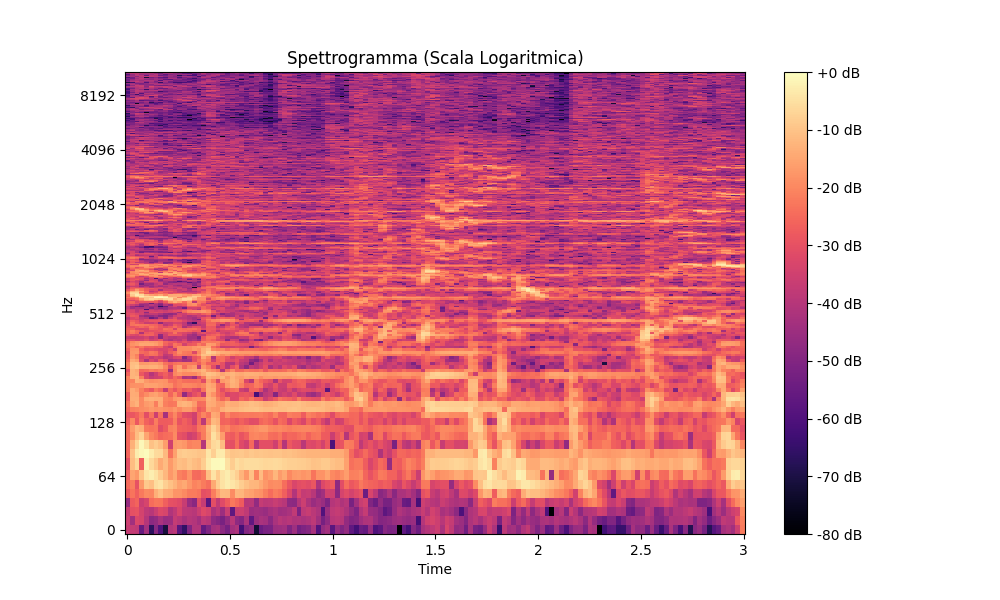 Spettrogramma (Scala Logaritmica)
Hz
8192
4096
2048
1024
512
256
128
64
0
0
0.5
1
1.5
2
2.5
3
Time
+0 dB
-10 dB
-20 dB
-30 dB
-40 dB
-50 dB
-60 dB
-70 dB
-80 dB